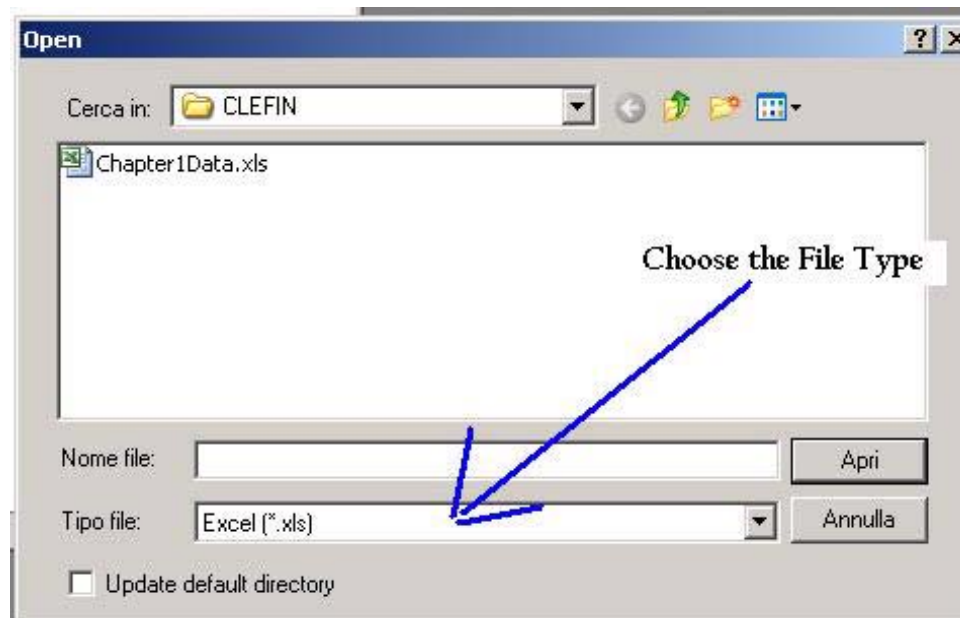 Open
Cerca in: CLEFIN
Chapter1Data.xls
Choose the File Type
Nome file: Apri
Tipo file: Excel (*.xls) Annulla
Update default directory